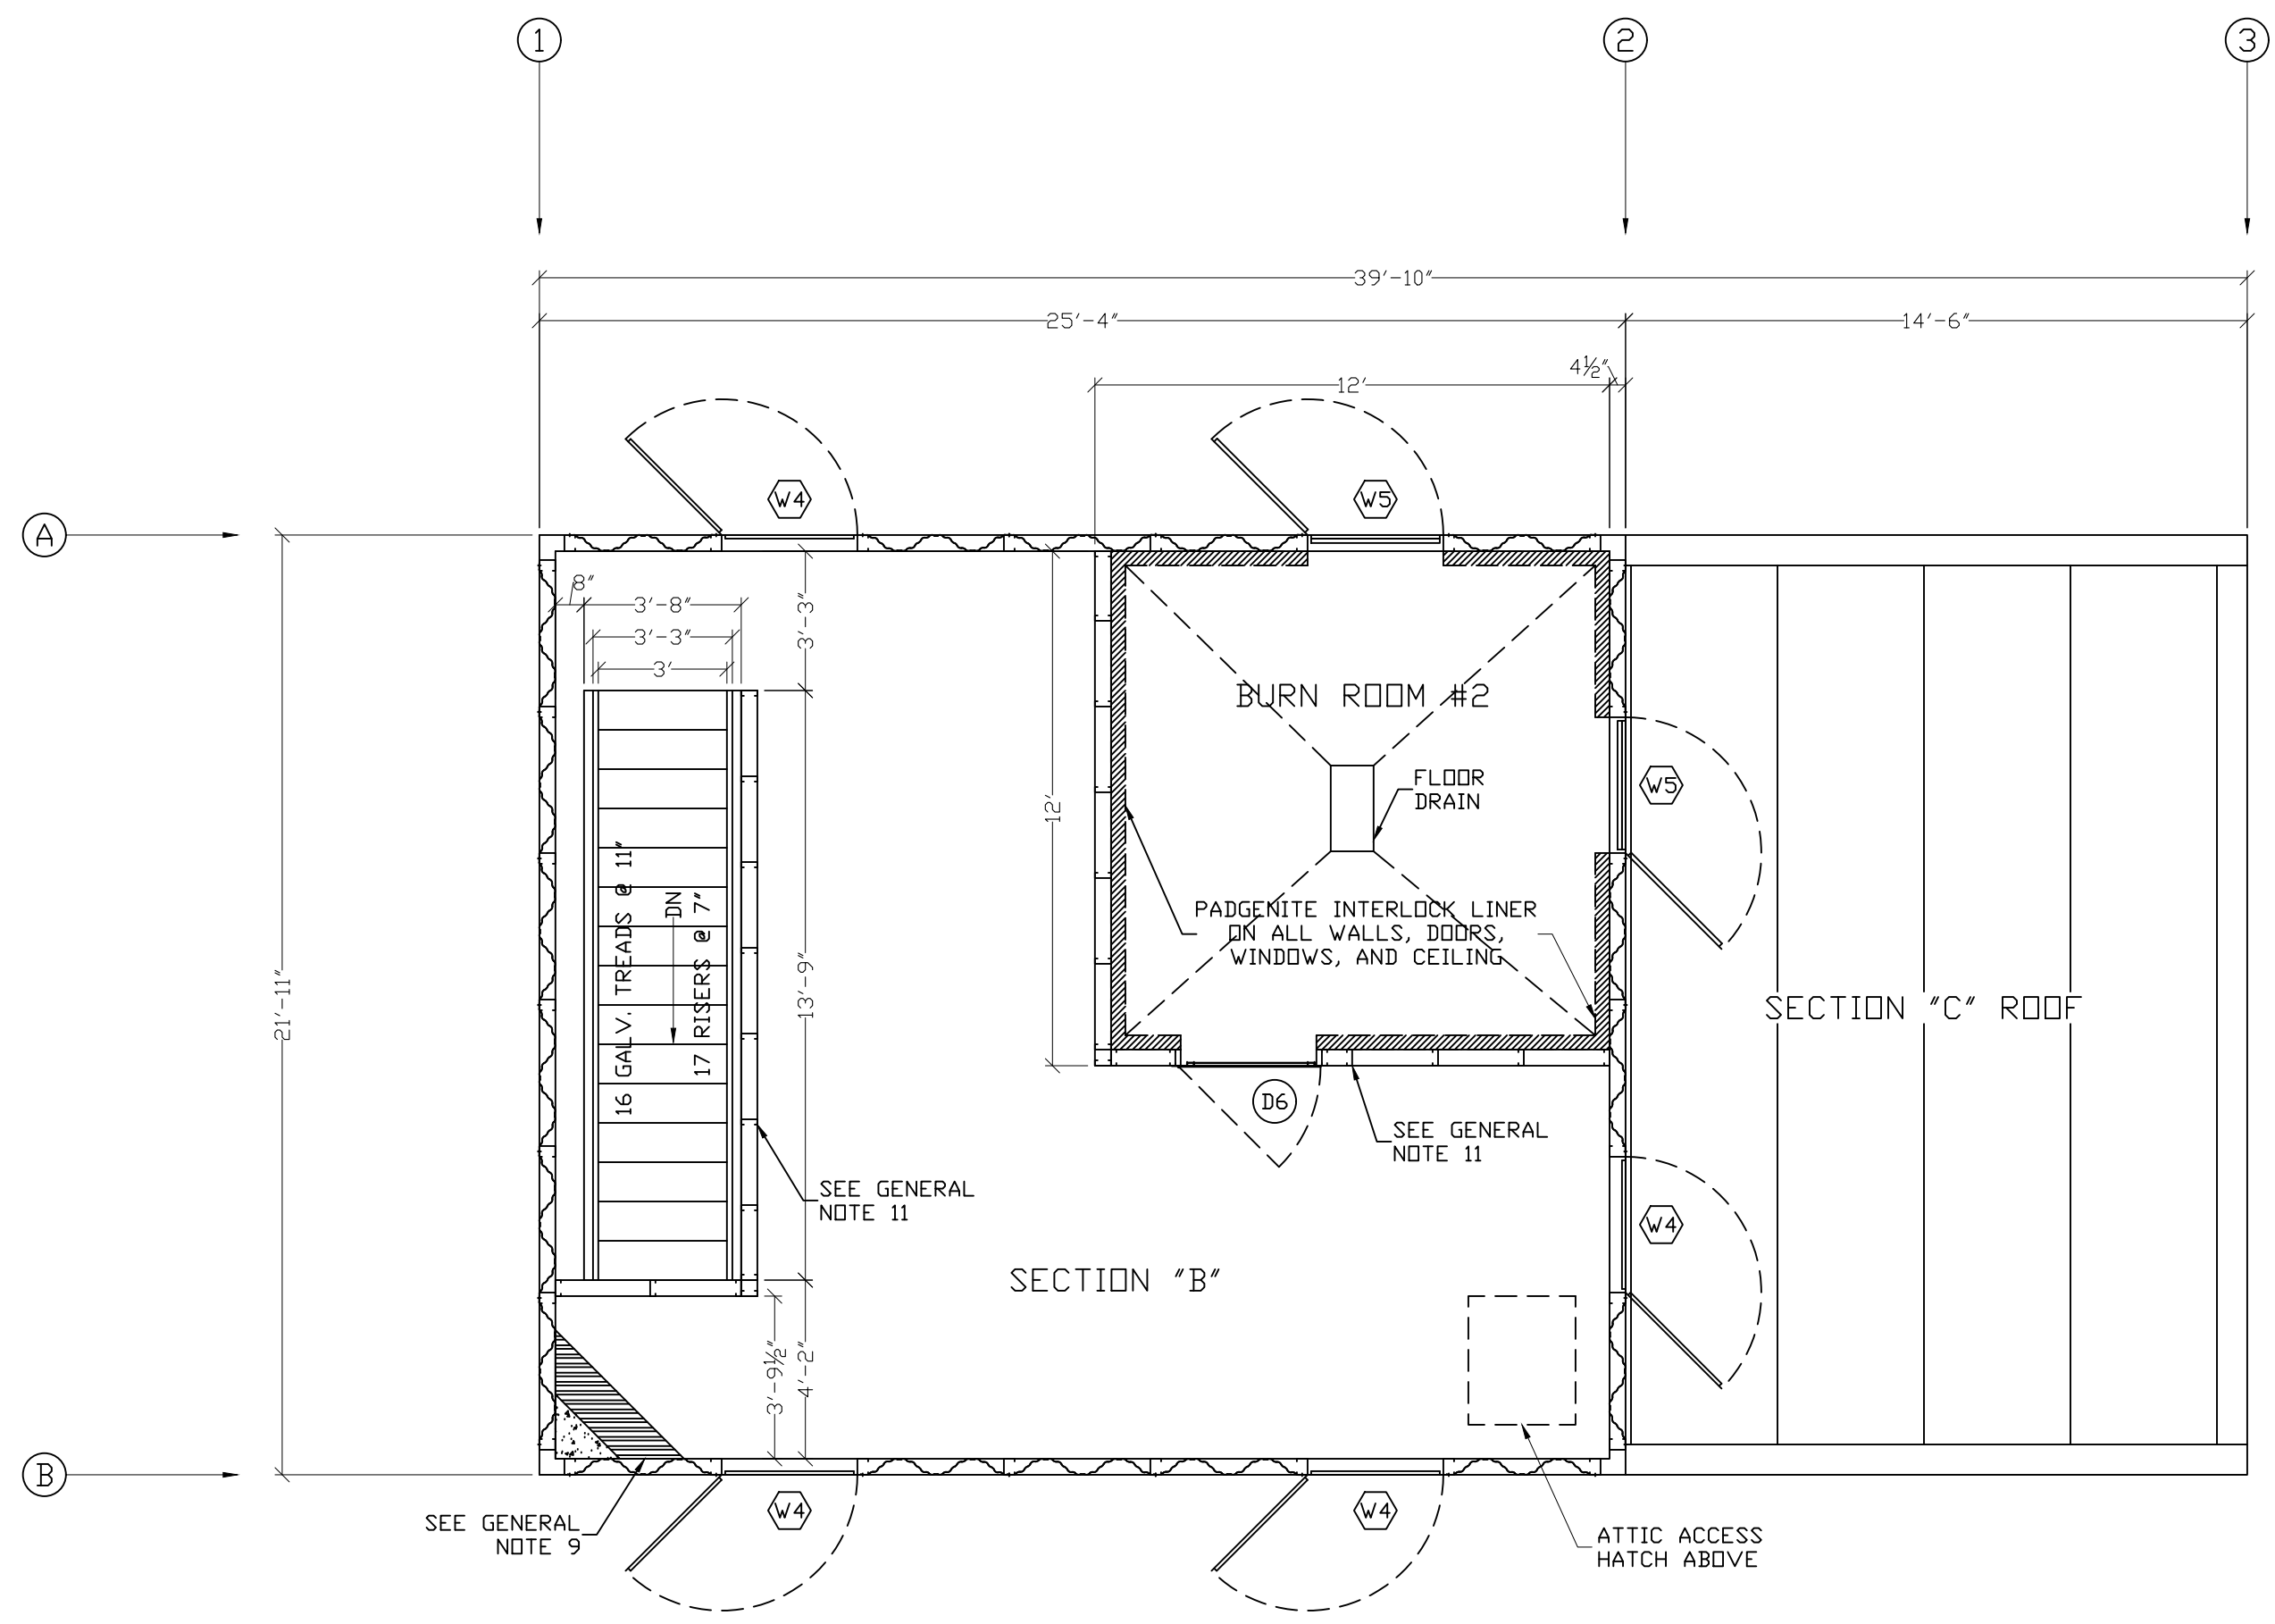 1
2
3
39'-10"
25'-4"
14'-6"
4½"
12'
A
W4
W5
8"
3'-8"
3'-3"
3'
3'-3"
BURN ROOM #2
FLOOR
DRAIN
W5
12'
21'-11"
16 GALV. TREADS @ 11"
DN
17 RISERS @ 7"
13'-9"
PADGENITE INTERLOCK LINER
ON ALL WALLS, DOORS,
WINDOWS, AND CEILING
SECTION "C" ROOF
D6
SEE GENERAL
NOTE 11
SEE GENERAL
NOTE 11
W4
SECTION "B"
3'-9½"
4'-2"
B
W4
W4
SEE GENERAL
NOTE 9
ATTIC ACCESS
HATCH ABOVE